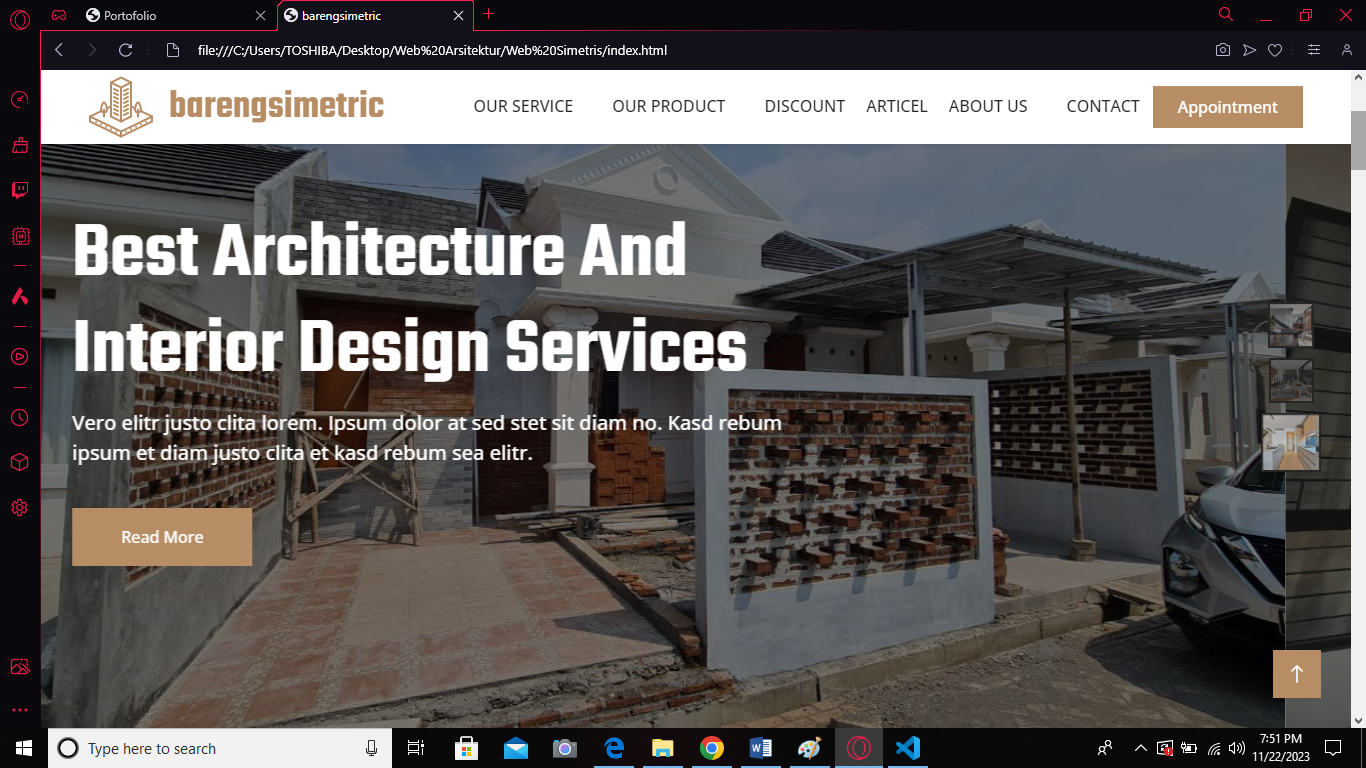 Portofolio
barengsimetric
file:///C:/Users/TOSHIBA/Desktop/Web%20Arsitektur/Web%20Simetris/index.html
barengsimetric
OUR SERVICE
OUR PRODUCT
DISCOUNT
ARTICEL
ABOUT US
CONTACT
Appointment
Best Architecture And
Interior Design Services
Vero elitr justo clita lorem. Ipsum dolor at sed stet sit diam no. Kasd rebum
ipsum et diam justo clita et kasd rebum sea elitr.
Read More
Type here to search
7:51 PM
11/22/2023